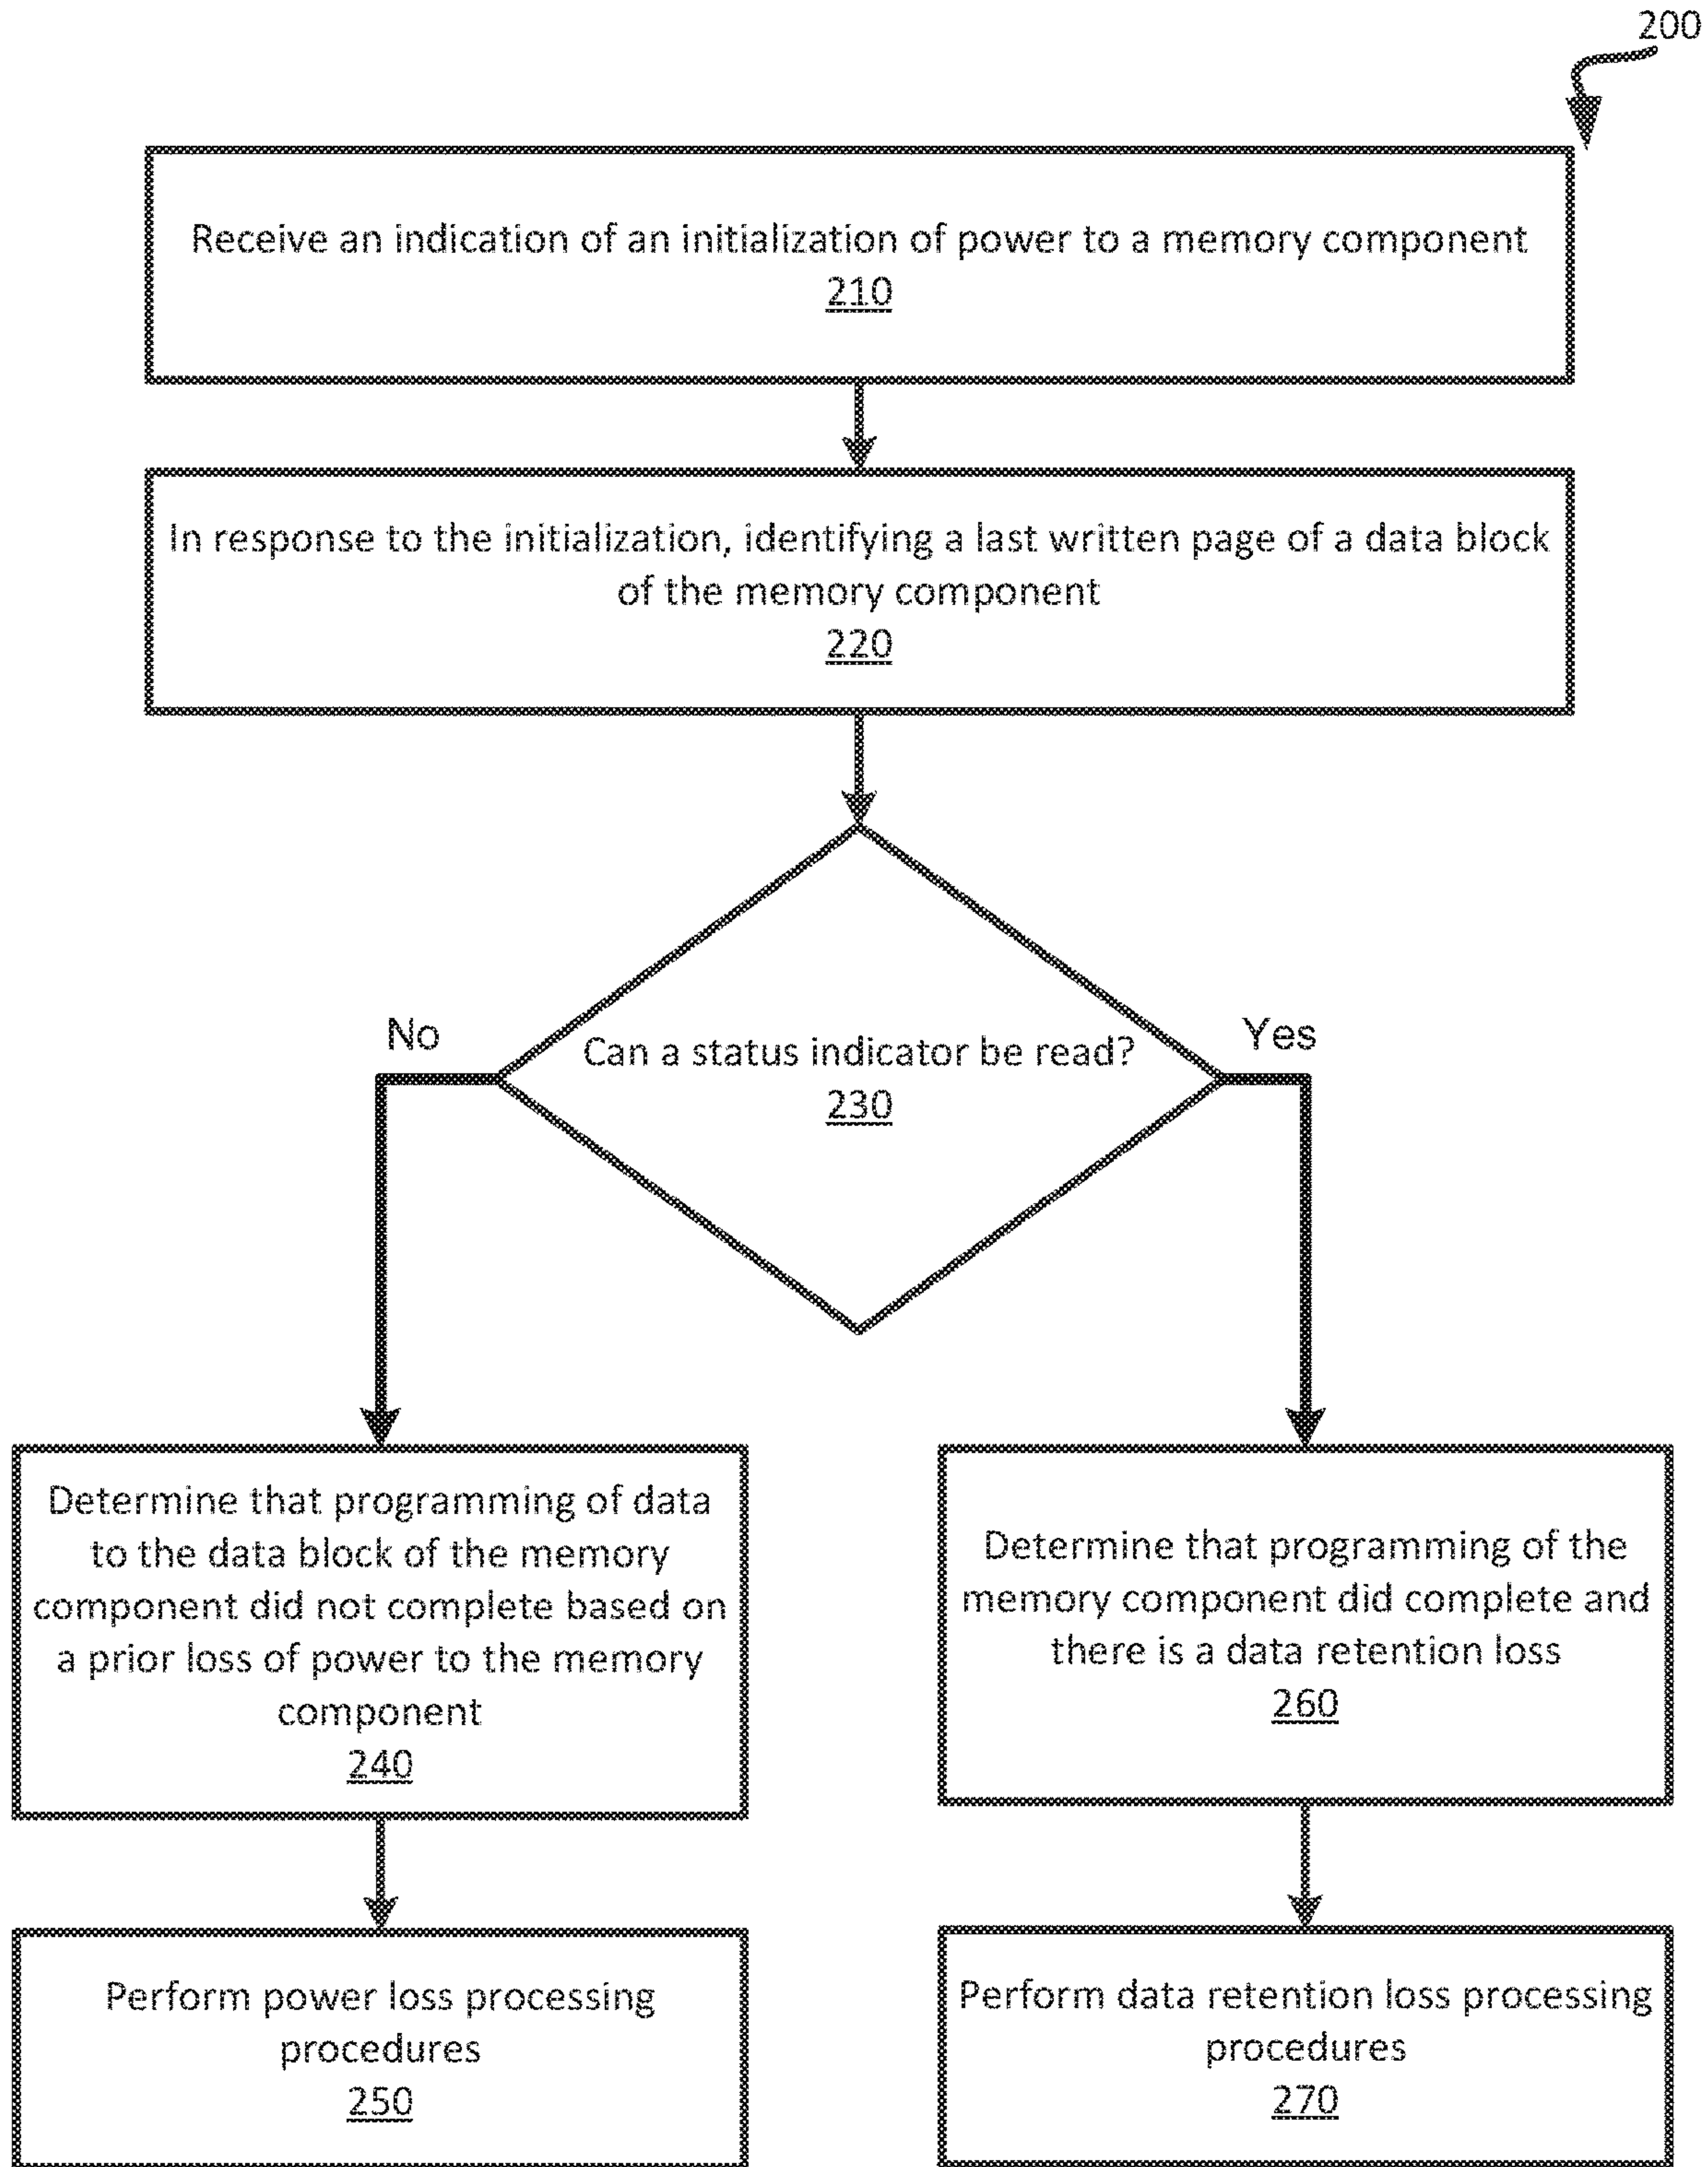 200
Receive an indication of an initialization of power to a memory component
210
In response to the initialization, identifying a last written page of a data block
of the memory component
220
Can a status indicator be read?
230
No
Yes
Determine that programming of data
to the data block of the memory
component did not complete based on
a prior loss of power to the memory
component
240
Determine that programming of the
memory component did complete and
there is a data retention loss
260
Perform power loss processing
procedures
250
Perform data retention loss processing
procedures
270